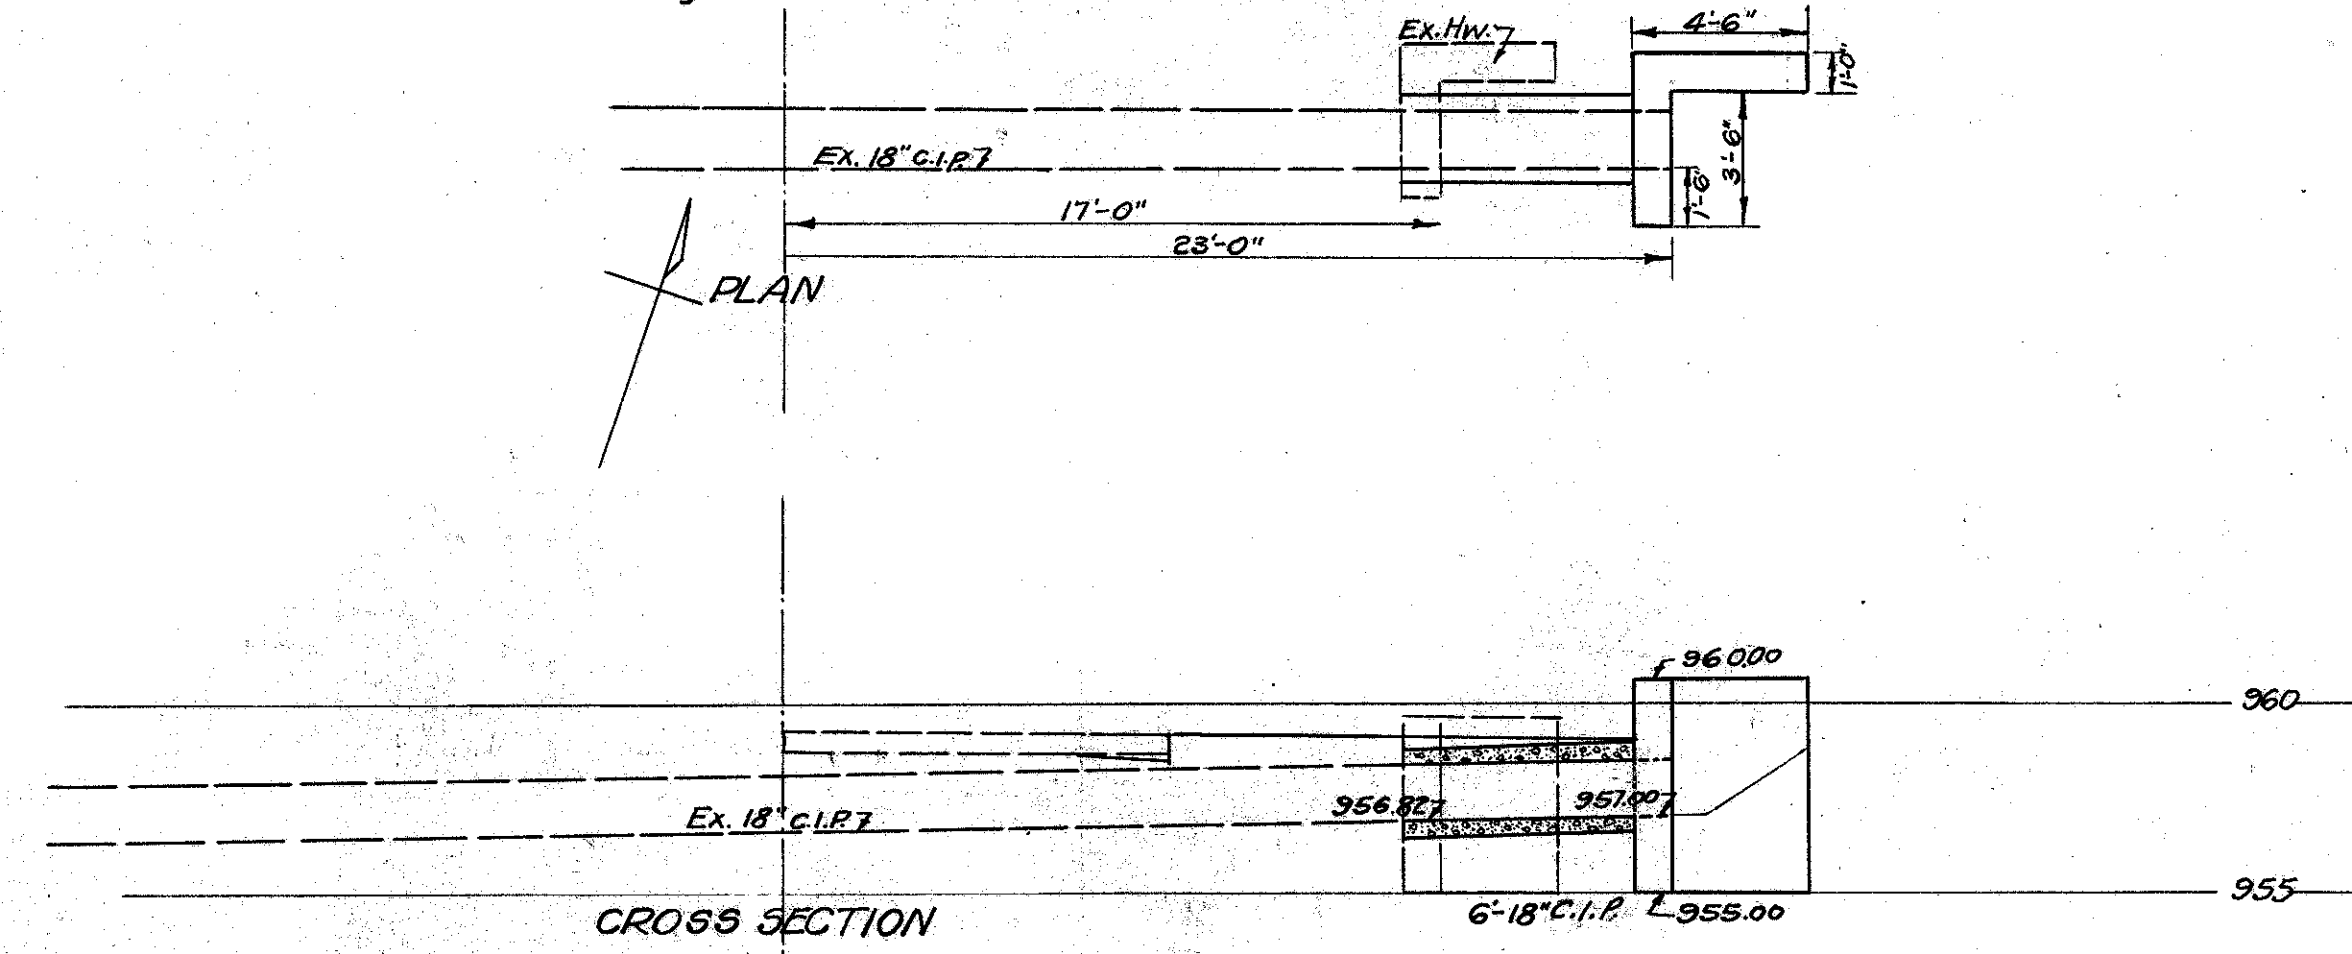 Ex. Hw.
4'-6"
1'-0"
Ex. 18" C.I.P.
3'-6"
1'-6"
17'-0"
23'-0"
PLAN
960.00
960
956.82
957.00
Ex. 18" C.I.P.
955
6'-18" C.I.P.
955.00
CROSS SECTION